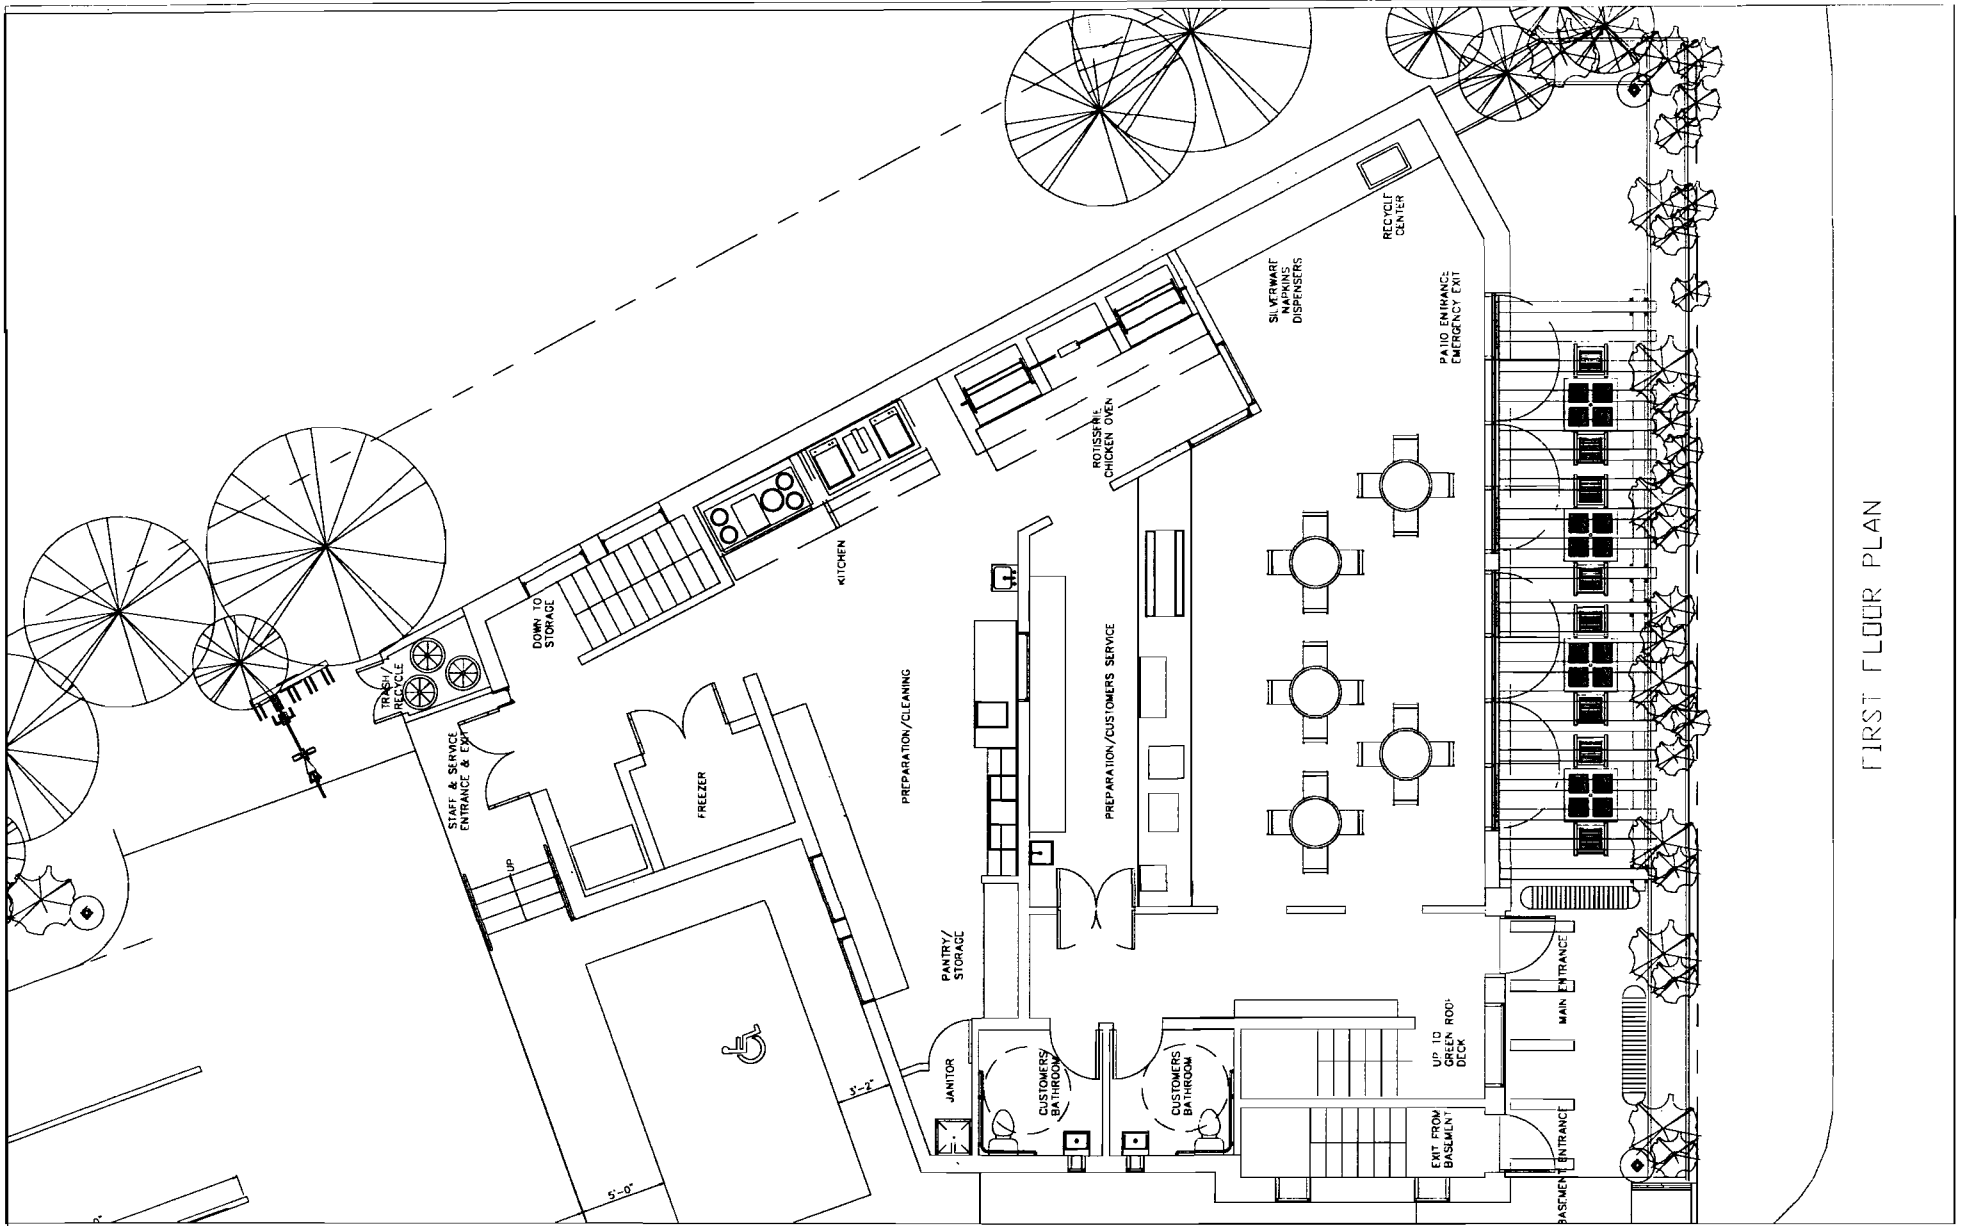 TRASH/
RECYCLE
STAFF & SERVICE
ENTRANCE & EXIT
UP
DOWN TO
STORAGE
FREEZER
KITCHEN
PREPARATION/CLEANING
PANTRY/
STORAGE
JANITOR
3'-2"
5'-0"
CUSTOMERS
BATHROOM
CUSTOMERS
BATHROOM
ROTISSERIE
CHICKEN OVEN
PREPARATION/CUSTOMERS SERVICE
SILVERWARE
NAPKINS
DISPENSERS
RECYCLE
CENTER
PATIO ENTRANCE
EMERGENCY EXIT
UP TO
GREEN ROOF
DECK
EXIT FROM
BASEMENT
MAIN ENTRANCE
BASEMENT ENTRANCE
FIRST FLOOR PLAN